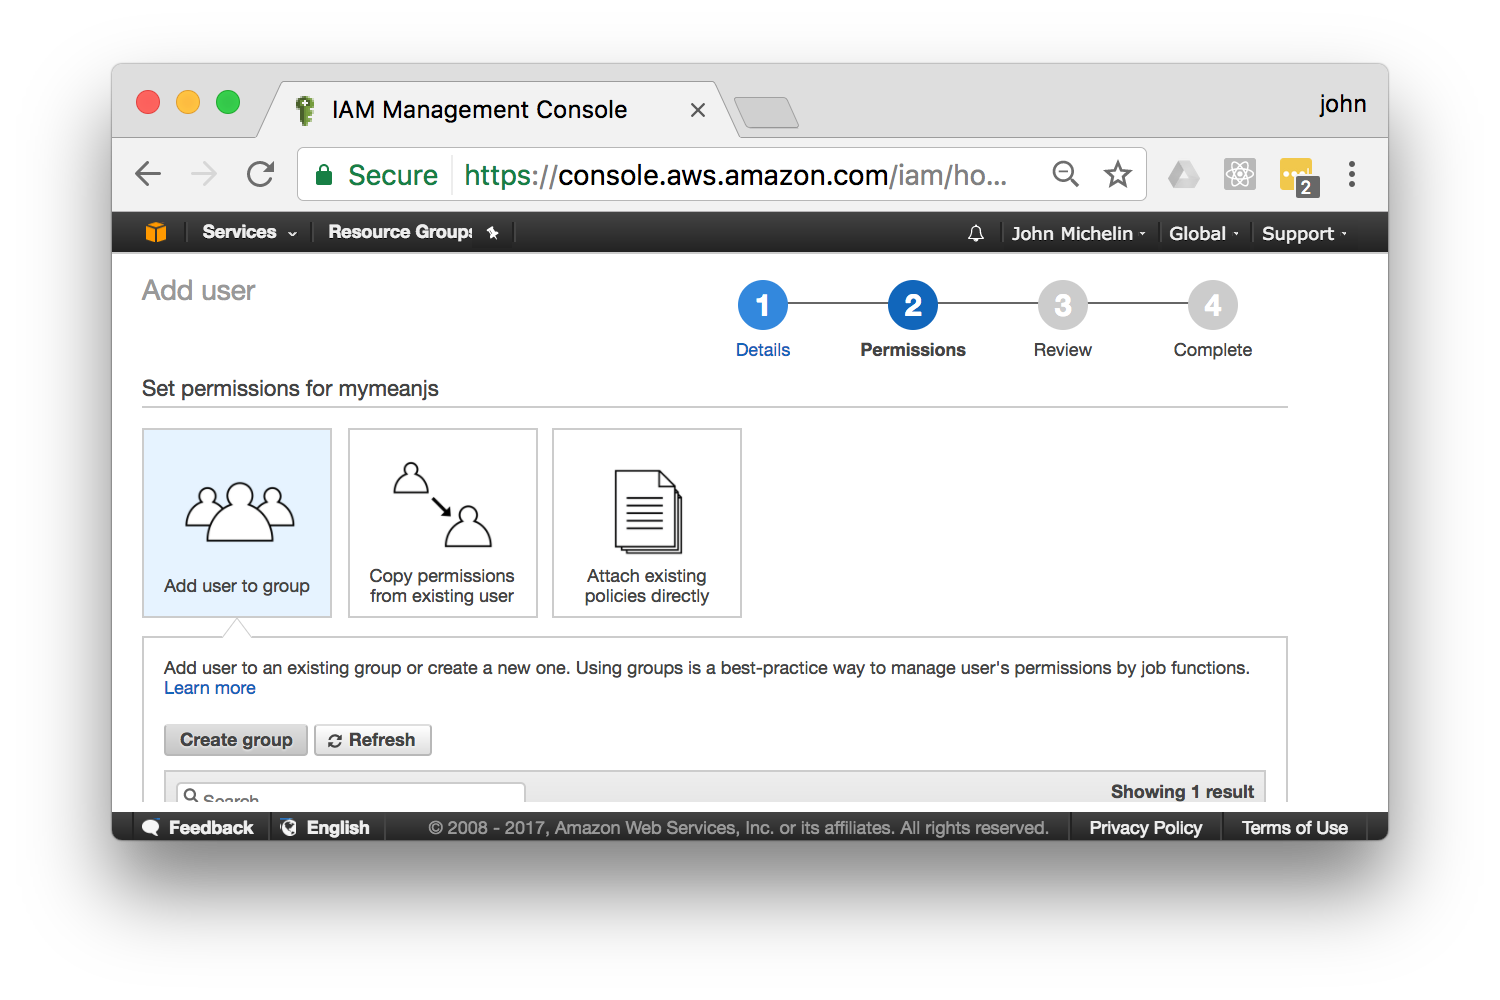 IAM Management Console
john
Secure https://console.aws.amazon.com/iam/ho...
2
Services Resource Groups John Michelin Global Support
Add user
1 2 3 4
Details Permissions Review Complete
Set permissions for mymeanjs
Add user to group
Copy permissions
from existing user
Attach existing
policies directly
Add user to an existing group or create a new one. Using groups is a best-practice way to manage user's permissions by job functions.
Learn more
Create group Refresh
Search Showing 1 result
Feedback English © 2008 - 2017, Amazon Web Services, Inc. or its affiliates. All rights reserved. Privacy Policy Terms of Use